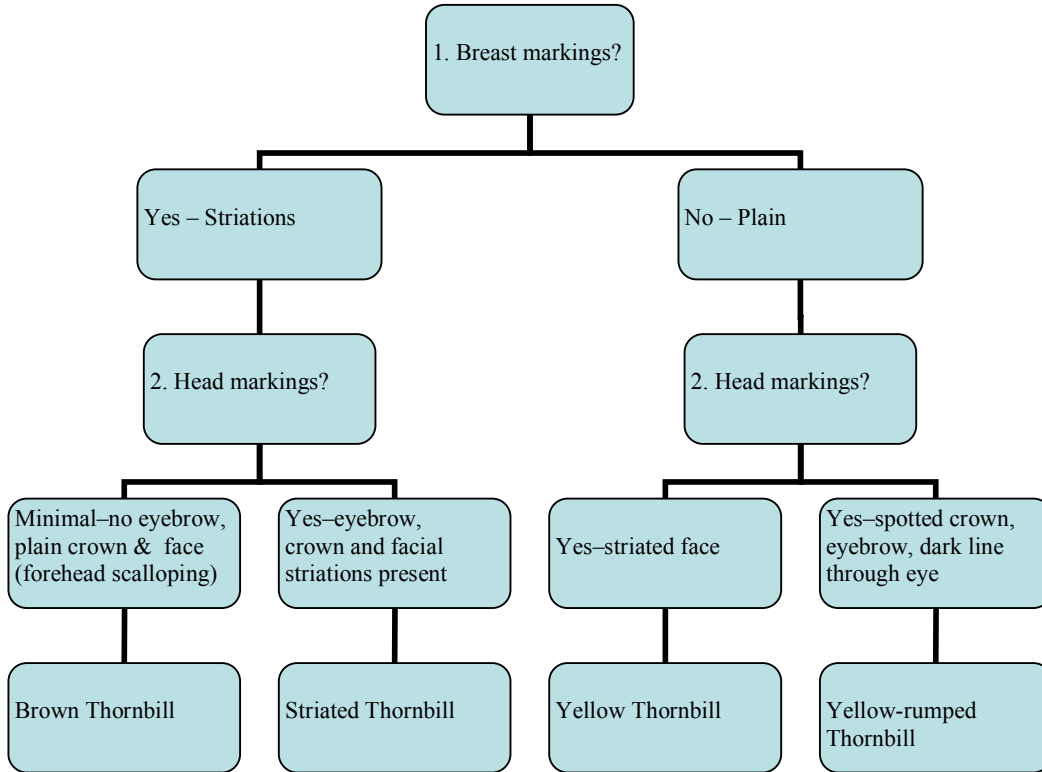 1. Breast markings?
Yes – Striations
No – Plain
2. Head markings?
2. Head markings?
Minimal–no eyebrow,
plain crown &  face
(forehead scalloping)
Yes–eyebrow,
crown and facial
striations present
Yes–striated face
Yes–spotted crown,
eyebrow, dark line
through eye
Brown Thornbill
Striated Thornbill
Yellow Thornbill
Yellow-rumped
Thornbill